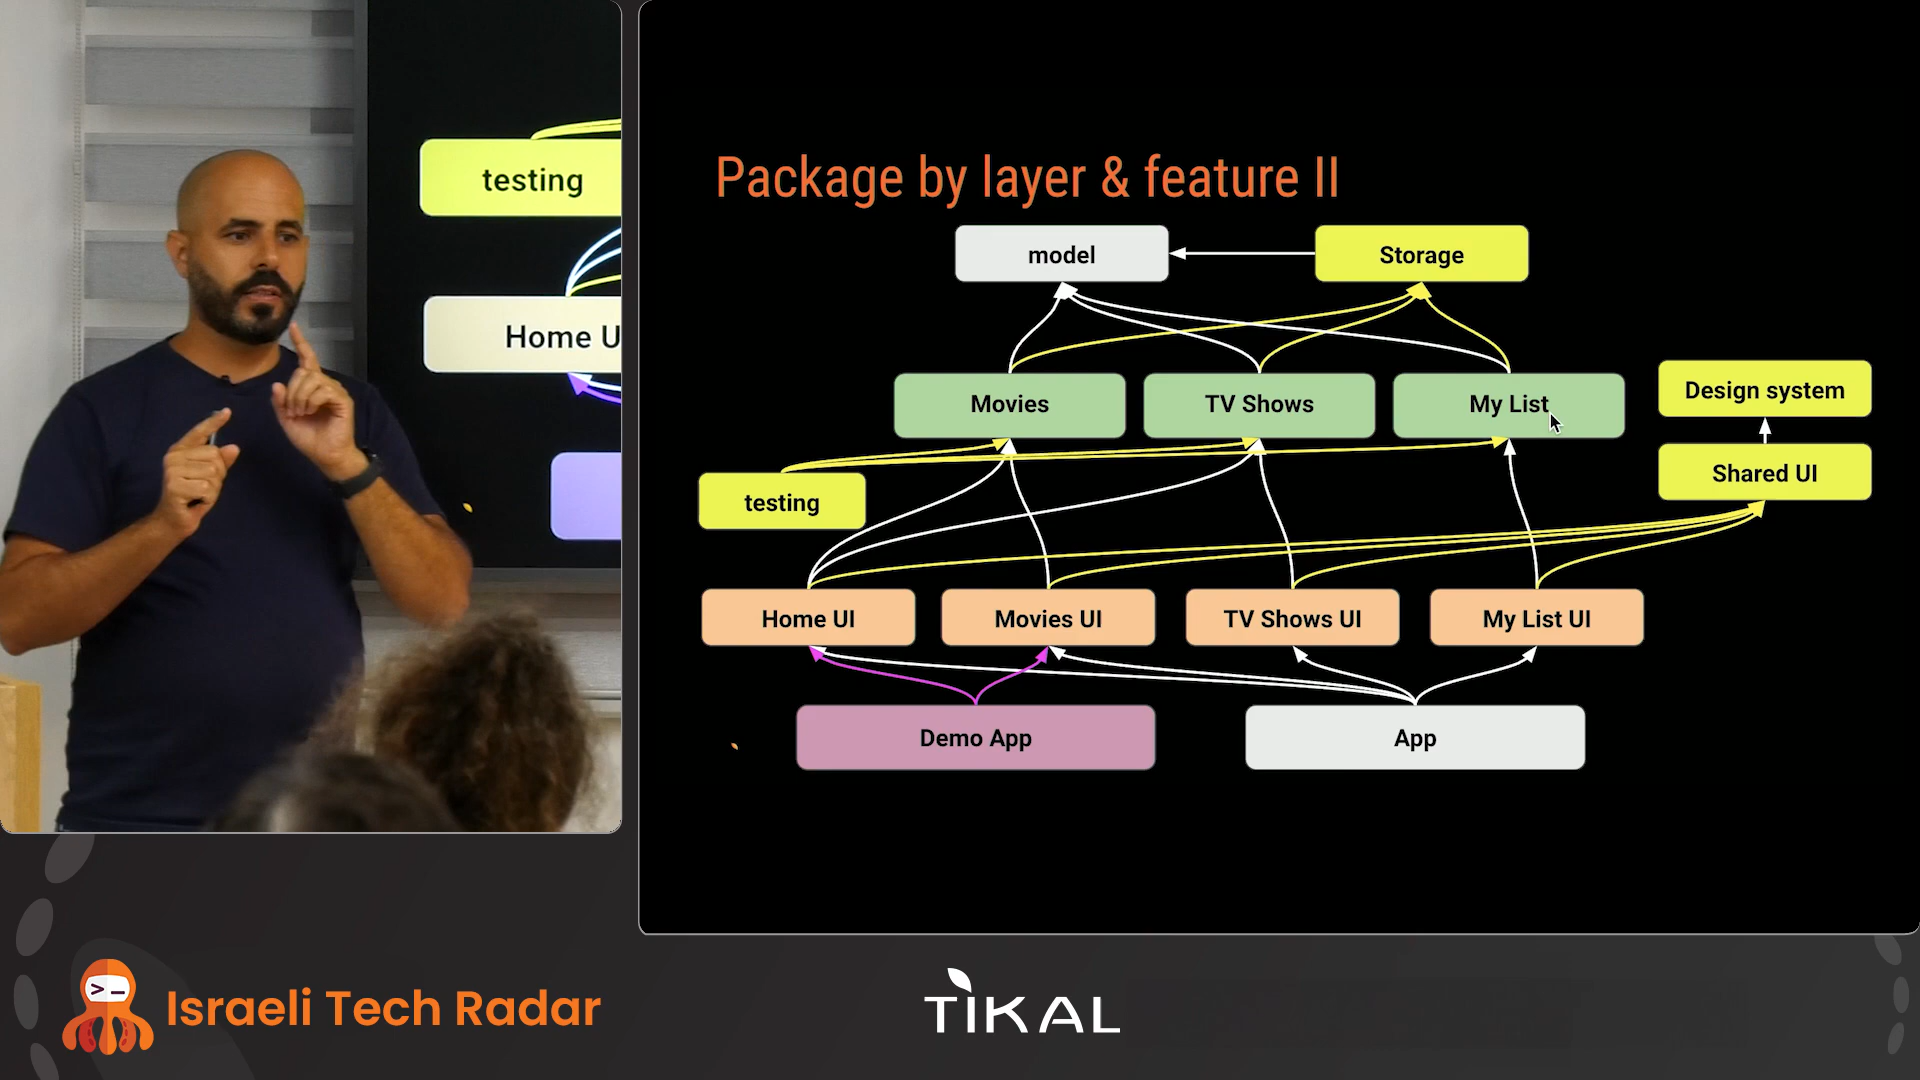 testing
Home U
Package by layer & feature II
model
Storage
Movies
TV Shows
My List
Design system
Shared UI
testing
Home UI
Movies UI
TV Shows UI
My List UI
Demo App
App
>_
Israeli Tech Radar
TIKAL